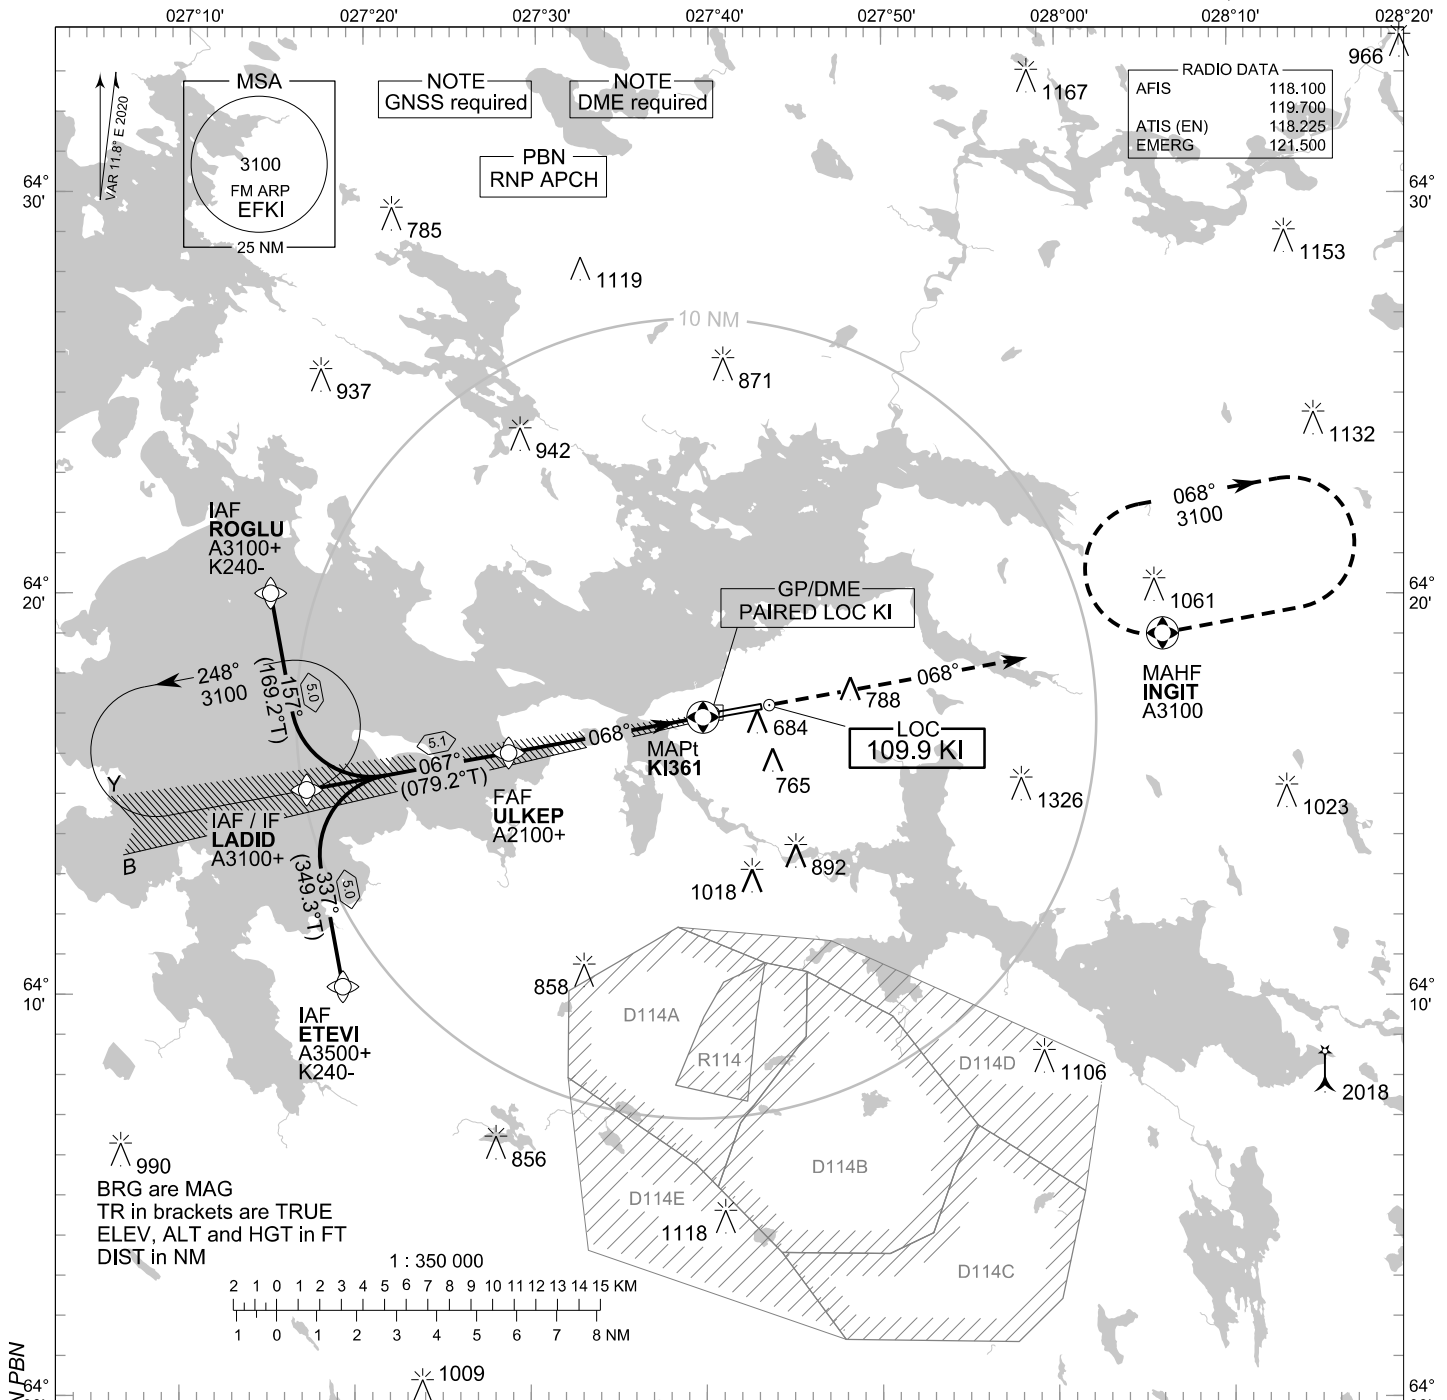 027°10'
027°20'
027°30'
027°40'
027°50'
028°00'
028°10'
028°20'
966
VAR 11.8° E 2020
MSA
3100
FM ARP
EFKI
25 NM
NOTE
GNSS required
NOTE
DME required
PBN
RNP APCH
1167
RADIO DATA
AFIS 118.100
119.700
ATIS (EN) 118.225
EMERG 121.500
64°
30'
64°
30'
785
1119
1153
10 NM
937
871
942
1132
IAF
ROGLU
A3100+
K240-
068°
3100
64°
20'
64°
20'
GP/DME
PAIRED LOC KI
1061
MAHF
INGIT
A3100
248°
3100
157°
(169.2°T)
5.0
5.1
067°
(079.2°T)
068°
068°
788
684
765
MAPt
KI361
LOC
109.9 KI
1326
1023
Y
B
IAF / IF
LADID
A3100+
FAF
ULKEP
A2100+
892
1018
337°
(349.3°T)
5.0
858
64°
10'
64°
10'
IAF
ETEVI
A3500+
K240-
D114A
R114
D114D
1106
2018
990
856
D114B
D114E
1118
D114C
BRG are MAG
TR in brackets are TRUE
ELEV, ALT and HGT in FT
DIST in NM
1 : 350 000
2 1 0 1 2 3 4 5 6 7 8 9 10 11 12 13 14 15 KM
1 0 1 2 3 4 5 6 7 8 NM
1009
64°
64°
N PBN